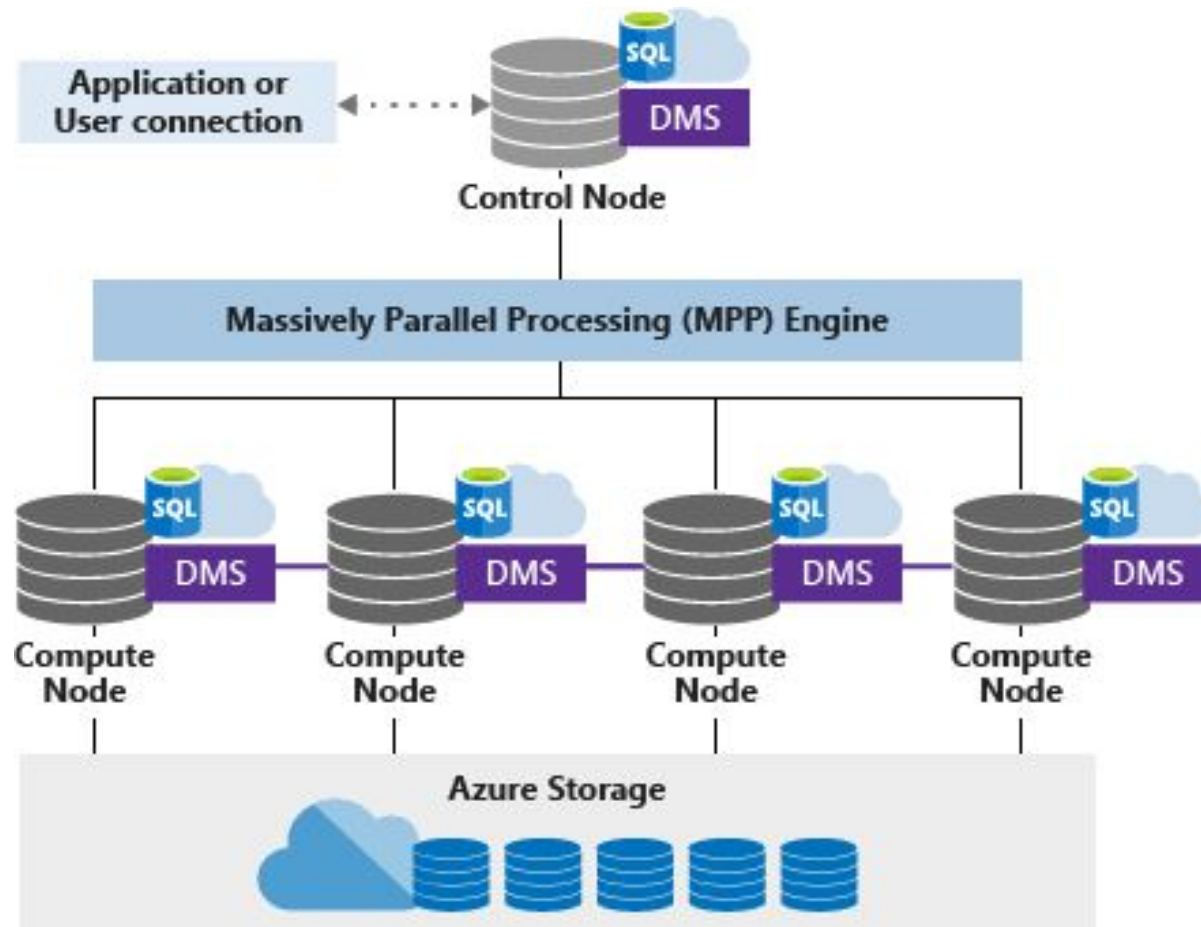 SQL
Application or
User connection
DMS
Control Node
Massively Parallel Processing (MPP) Engine
SQL
SQL
SQL
SQL
DMS
DMS
DMS
DMS
Compute
Node
Compute
Node
Compute
Node
Compute
Node
Azure Storage